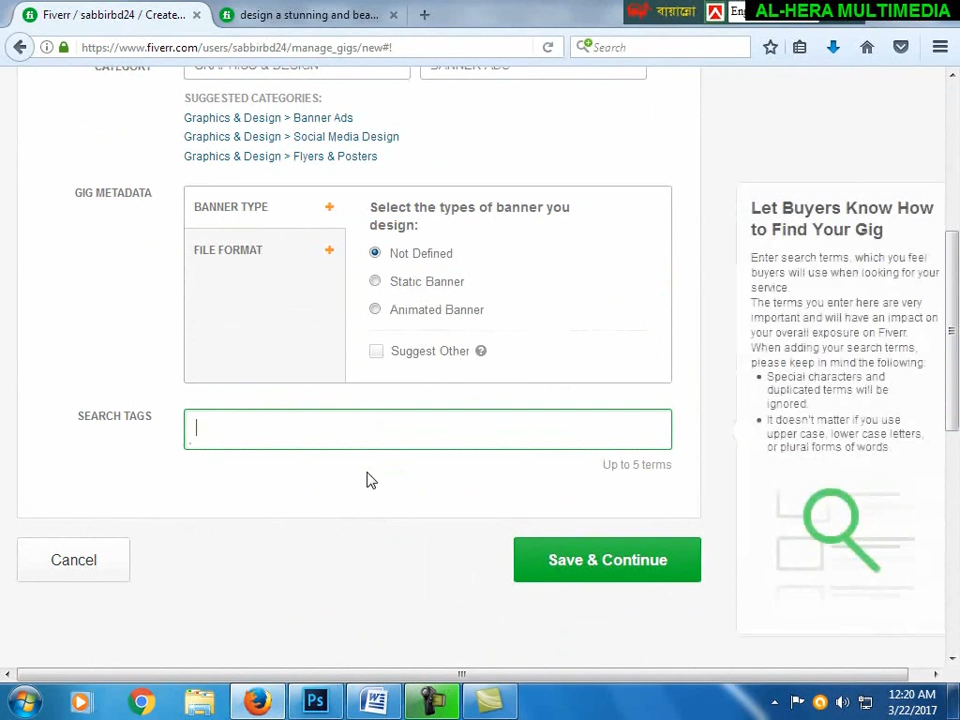 Fiverr / sabbirbd24 / Create...
design a stunning and bea...
বায়ান্নো
AL-HERA MULTIMEDIA
https://www.fiverr.com/users/sabbirbd24/manage_gigs/new#!
Search
CATEGORY
GRAPHICS & DESIGN
BANNER ADS
SUGGESTED CATEGORIES:
Graphics & Design > Banner Ads
Graphics & Design > Social Media Design
Graphics & Design > Flyers & Posters
GIG METADATA
BANNER TYPE
FILE FORMAT
Select the types of banner you
design:
Not Defined
Static Banner
Animated Banner
Suggest Other
SEARCH TAGS
Up to 5 terms
Cancel
Save & Continue
Let Buyers Know How
to Find Your Gig
Enter search terms, which you feel
buyers will use when looking for your
service.
The terms you enter here are very
important and will have an impact on
your overall exposure on Fiverr.
When adding your search terms,
please keep in mind the following:
Special characters and
duplicated terms will be
ignored.
It doesn't matter if you use
upper case, lower case letters,
or plural forms of words.
12:20 AM
3/22/2017